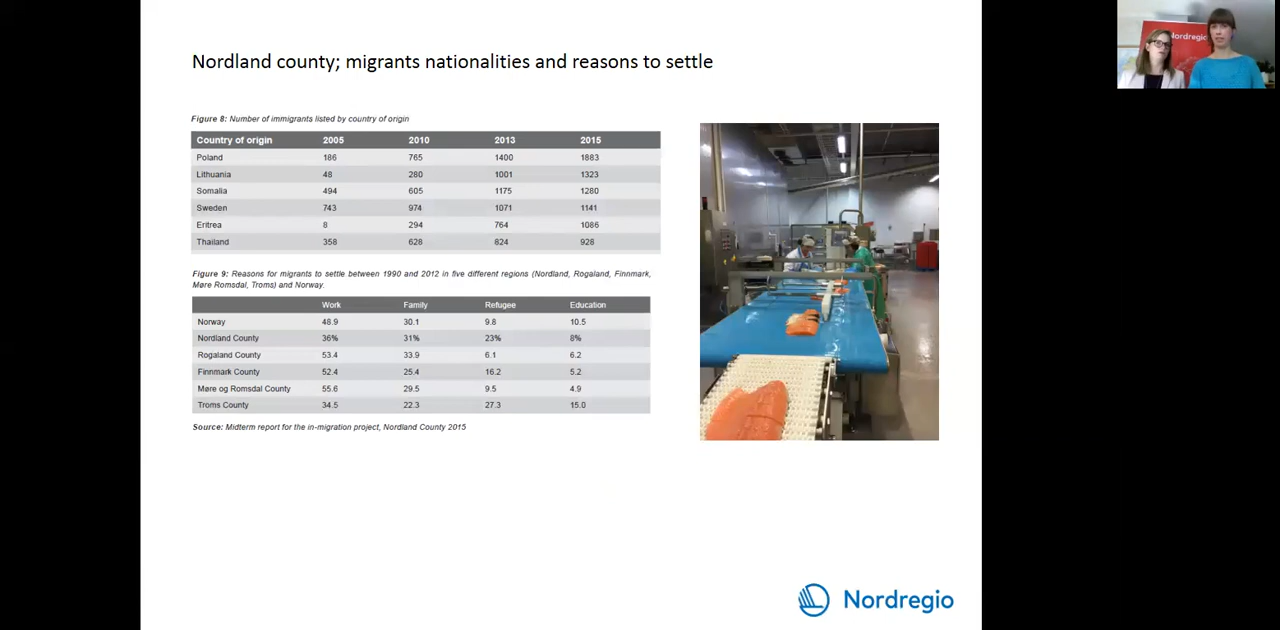 Nordland county; migrants nationalities and reasons to settle
Nordregio
Figure 8: Number of immigrants listed by country of origin
Country of origin 2005 2010 2013 2015
Poland 186 765 1400 1883
Lithuania 48 280 1001 1323
Somalia 494 605 1175 1280
Sweden 743 974 1071 1141
Eritrea 8 294 764 1086
Thailand 358 628 824 928
Figure 9: Reasons for migrants to settle between 1990 and 2012 in five different regions (Nordland, Rogaland, Finnmark,
Møre Romsdal, Troms) and Norway.
Work Family Refugee Education
Norway 48.9 30.1 9.8 10.5
Nordland County 36% 31% 23% 8%
Rogaland County 53.4 33.9 6.1 6.2
Finnmark County 52.4 25.4 16.2 5.2
Møre og Romsdal County 55.6 29.5 9.5 4.9
Troms County 34.5 22.3 27.3 15.0
Source: Midterm report for the in-migration project, Nordland County 2015
Nordregio